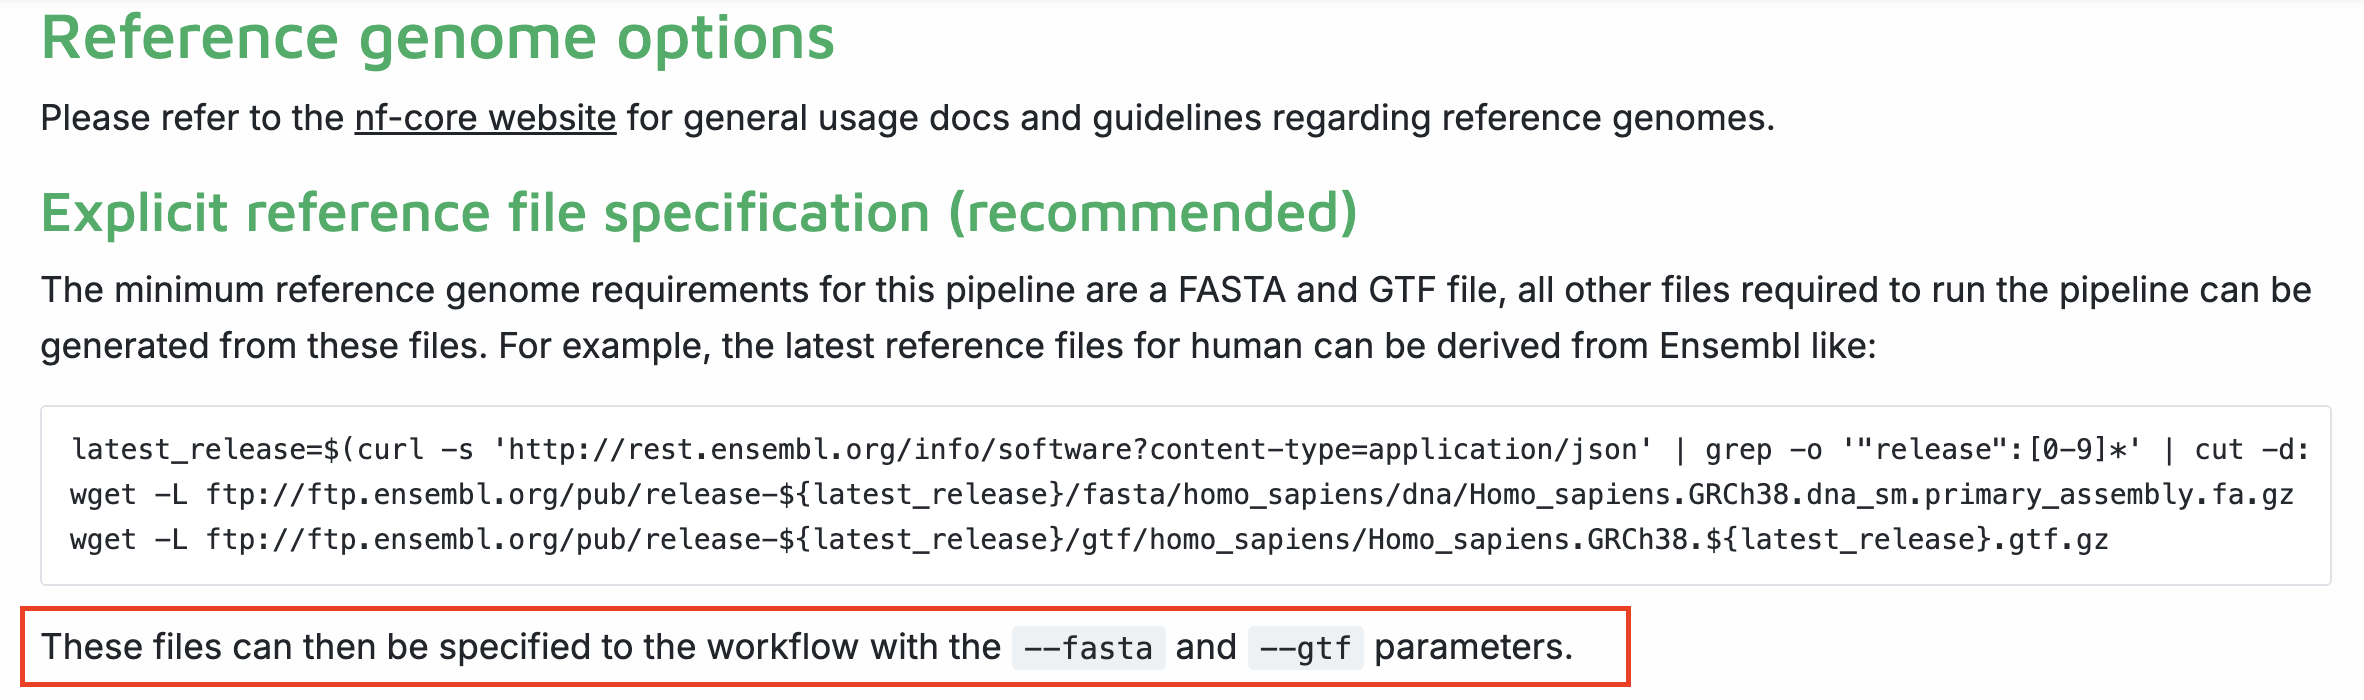 Reference genome options
Please refer to the nf-core website for general usage docs and guidelines regarding reference genomes.
Explicit reference file specification (recommended)
The minimum reference genome requirements for this pipeline are a FASTA and GTF file, all other files required to run the pipeline can be
generated from these files. For example, the latest reference files for human can be derived from Ensembl like:
latest_release=$(curl -s 'http://rest.ensembl.org/info/software?content-type=application/json' | grep -o '"release":[0-9]*' | cut -d:
wget -L ftp://ftp.ensembl.org/pub/release-${latest_release}/fasta/homo_sapiens/dna/Homo_sapiens.GRCh38.dna_sm.primary_assembly.fa.gz
wget -L ftp://ftp.ensembl.org/pub/release-${latest_release}/gtf/homo_sapiens/Homo_sapiens.GRCh38.${latest_release}.gtf.gz
These files can then be specified to the workflow with the --fasta and --gtf parameters.